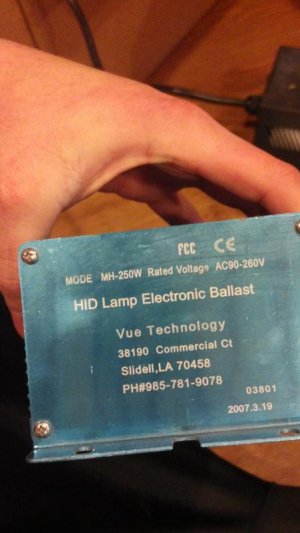 FCC CE
MODE MH-250W Rated Voltage AC90-260V
HID Lamp Electronic Ballast
Vue Technology
38190 Commercial Ct
Slidell,LA 70458
PH#985-781-9078
03801
2007.3.19